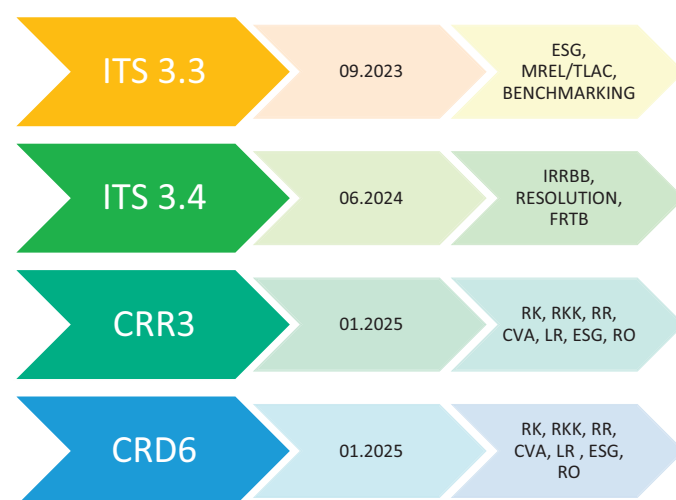 ITS 3.3
09.2023
ESG,
MREL/TLAC,
BENCHMARKING
ITS 3.4
06.2024
IRRBB,
RESOLUTION,
FRTB
CRR3
01.2025
RK, RKK, RR,
CVA, LR, ESG, RO
CRD6
01.2025
RK, RKK, RR,
CVA, LR , ESG,
RO